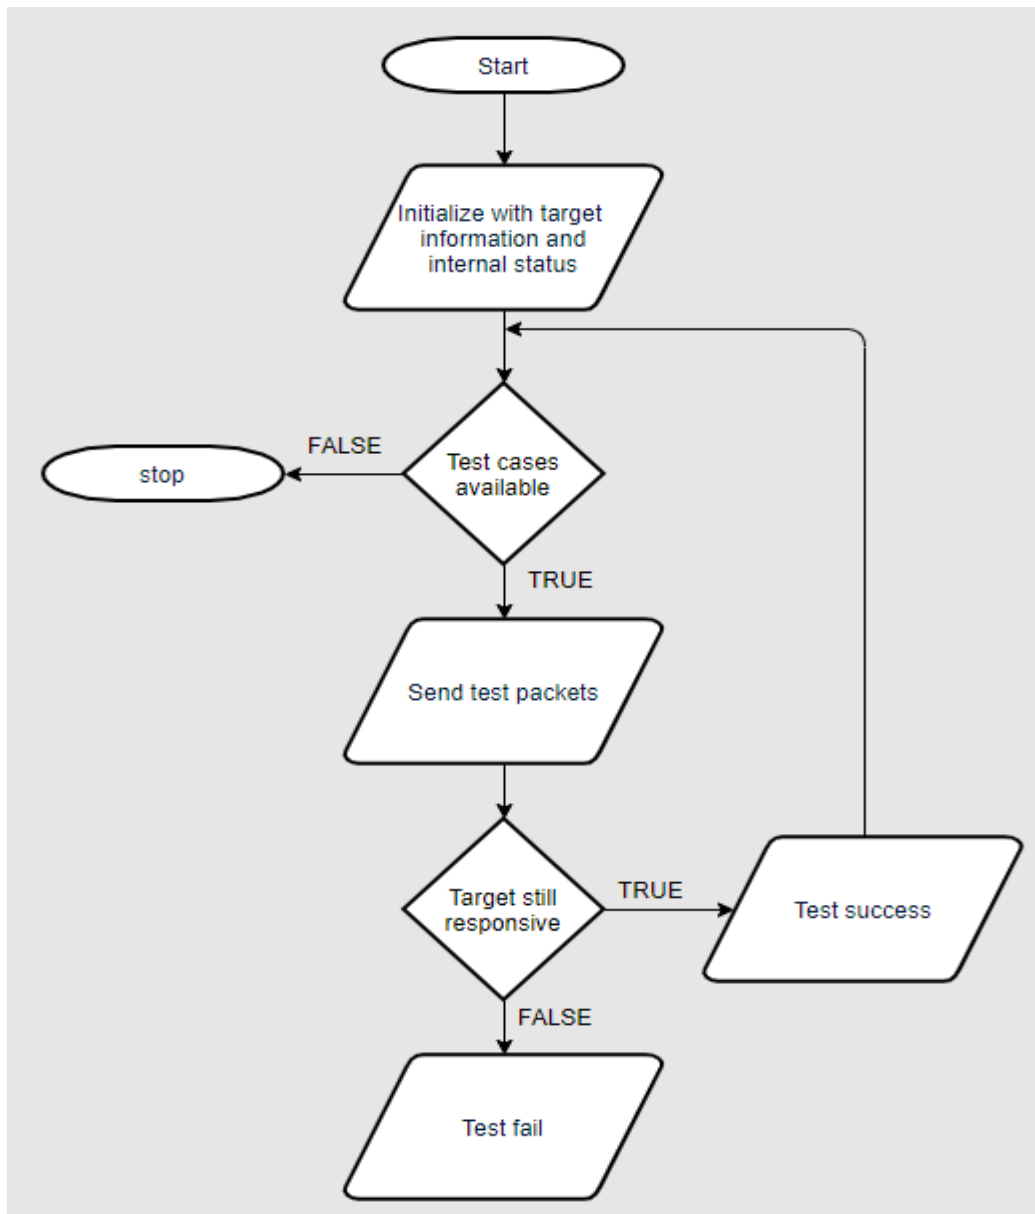 Start
Initialize with target
information and
internal status
FALSE
stop
Test cases
available
TRUE
Send test packets
Target still
responsive
TRUE
Test success
FALSE
Test fail